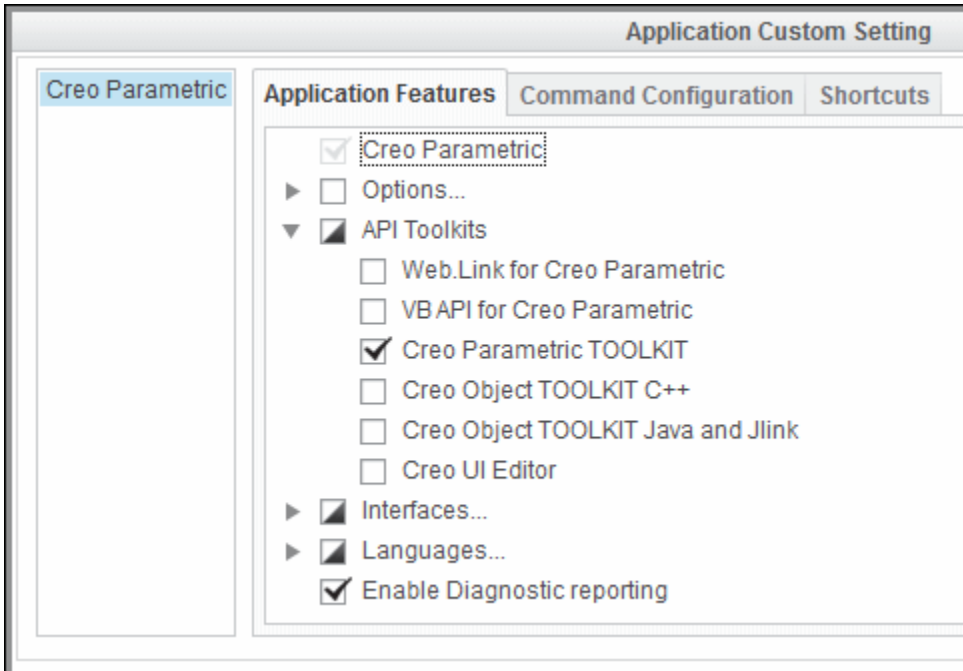 Application Custom Setting
Creo Parametric
Application Features Command Configuration Shortcuts
Creo Parametric
Options...
API Toolkits
Web.Link for Creo Parametric
VB API for Creo Parametric
Creo Parametric TOOLKIT
Creo Object TOOLKIT C++
Creo Object TOOLKIT Java and Jlink
Creo UI Editor
Interfaces...
Languages...
Enable Diagnostic reporting